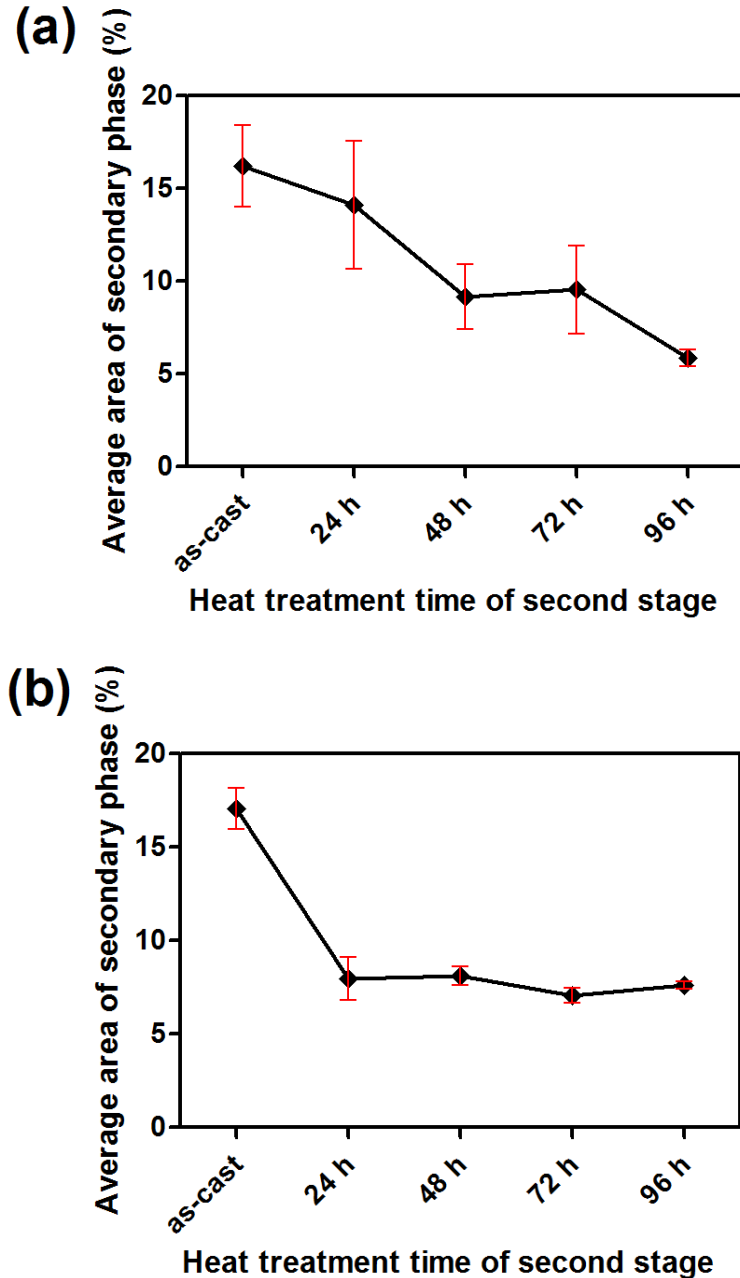 (a)
Average area of secondary phase (%)
20
15
10
5
0
as-cast
24 h
48 h
72 h
96 h
Heat treatment time of second stage
(b)
Average area of secondary phase (%)
20
15
10
5
0
as-cast
24 h
48 h
72 h
96 h
Heat treatment time of second stage